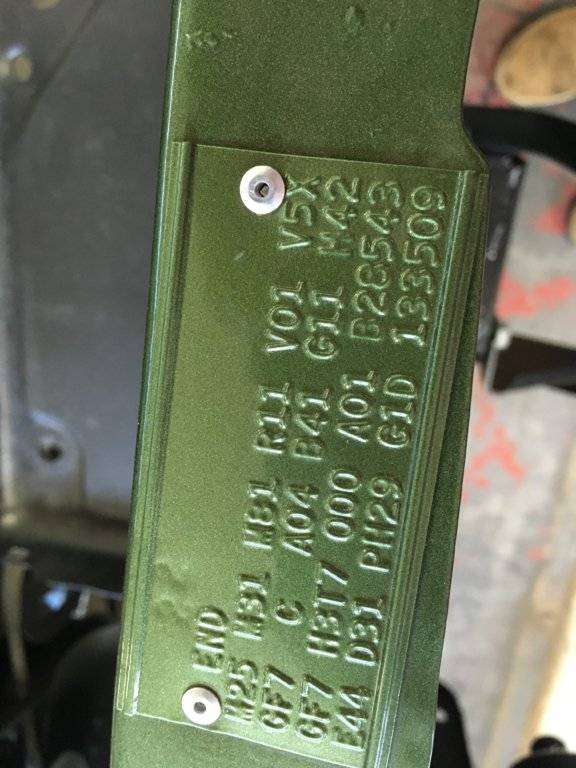 END
M25 M31 M81 R11 V01 V5X
GF7 C A04 B41 G11 M42
GF7 H3T7 000 A01 B28543
E44 D31 PH29 G1D 133509